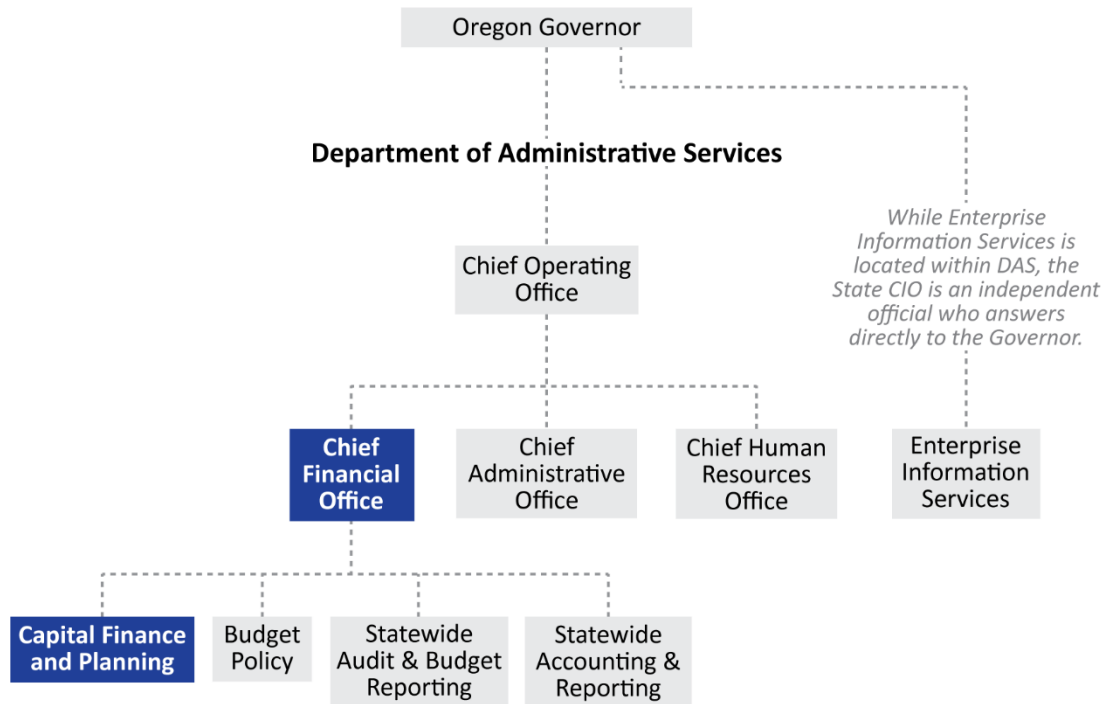 Oregon Governor
Department of Administrative Services
While Enterprise
Information Services is
located within DAS, the
State CIO is an independent
official who answers
directly to the Governor.
Chief Operating
Office
Chief
Financial
Office
Chief
Administrative
Office
Chief Human
Resources
Office
Enterprise
Information
Services
Capital Finance
and Planning
Budget
Policy
Statewide
Audit & Budget
Reporting
Statewide
Accounting &
Reporting